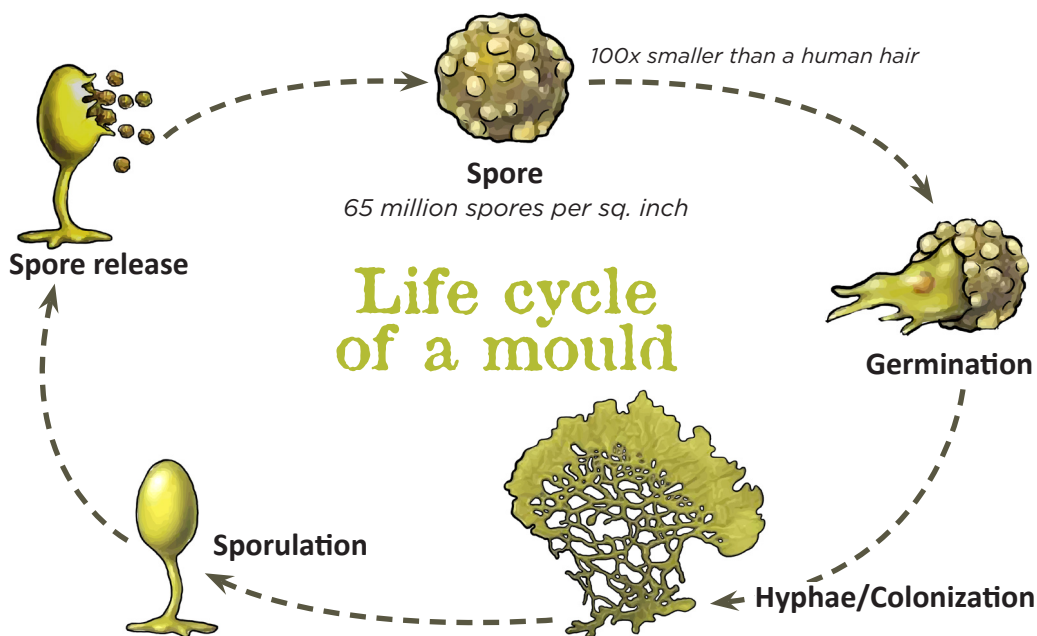 100x smaller than a human hair
Spore
65 million spores per sq. inch
Spore release
Life cycle
of a mould
Germination
Sporulation
Hyphae/Colonization